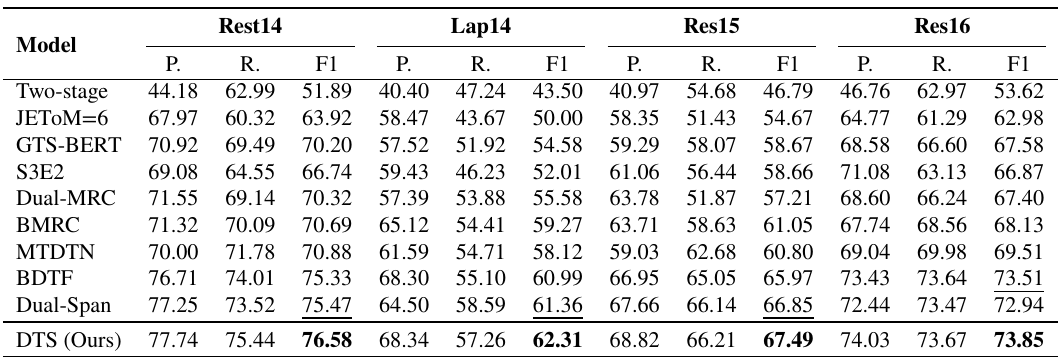 Model Rest14 Lap14 Res15 Res16
P. R. F1 P. R. F1 P. R. F1 P. R. F1
Two-stage 44.18 62.99 51.89 40.40 47.24 43.50 40.97 54.68 46.79 46.76 62.97 53.62
JEToM=6 67.97 60.32 63.92 58.47 43.67 50.00 58.35 51.43 54.67 64.77 61.29 62.98
GTS-BERT 70.92 69.49 70.20 57.52 51.92 54.58 59.29 58.07 58.67 68.58 66.60 67.58
S3E2 69.08 64.55 66.74 59.43 46.23 52.01 61.06 56.44 58.66 71.08 63.13 66.87
Dual-MRC 71.55 69.14 70.32 57.39 53.88 55.58 63.78 51.87 57.21 68.60 66.24 67.40
BMRC 71.32 70.09 70.69 65.12 54.41 59.27 63.71 58.63 61.05 67.74 68.56 68.13
MTDTN 70.00 71.78 70.88 61.59 54.71 58.12 59.03 62.68 60.80 69.04 69.98 69.51
BDTF 76.71 74.01 75.33 68.30 55.10 60.99 66.95 65.05 65.97 73.43 73.64 73.51
Dual-Span 77.25 73.52 75.47 64.50 58.59 61.36 67.66 66.14 66.85 72.44 73.47 72.94
DTS (Ours) 77.74 75.44 76.58 68.34 57.26 62.31 68.82 66.21 67.49 74.03 73.67 73.85